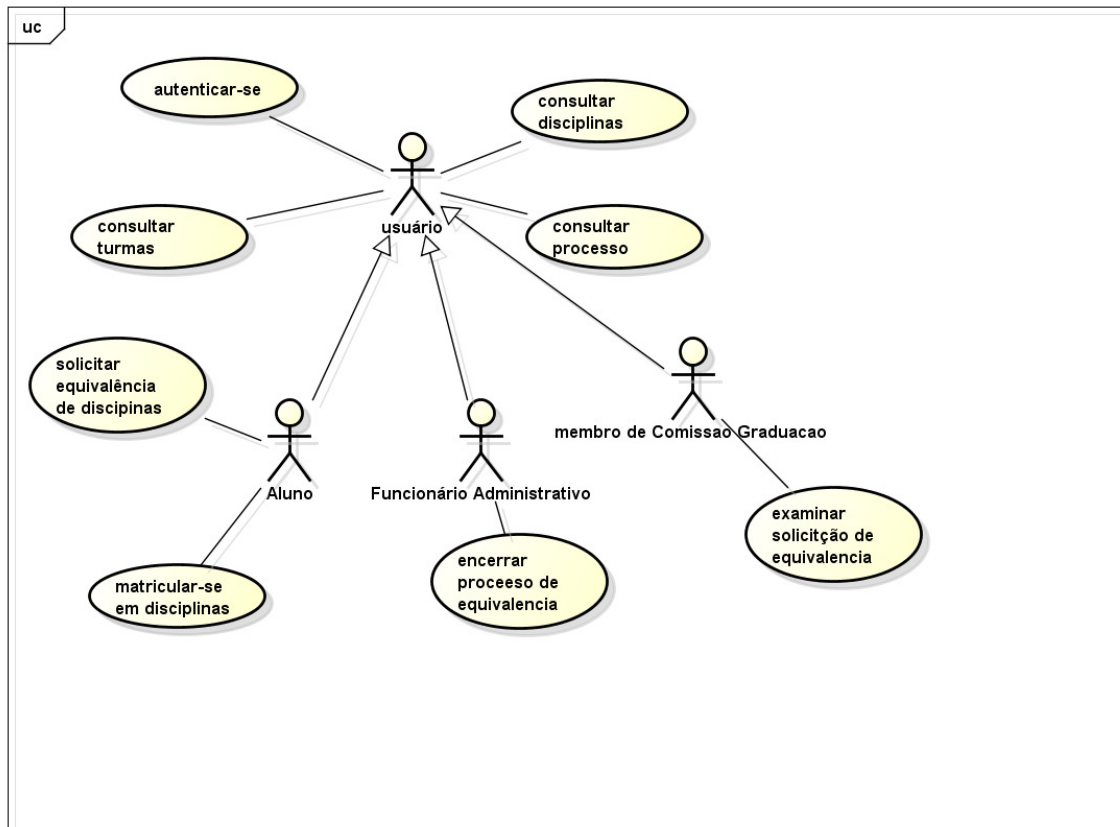 uc
autenticar-se
consultar
disciplinas
usuário
consultar
turmas
consultar
processo
solicitar
equivalência
de discipinas
membro de Comissao Graduacao
Aluno
Funcionário Administrativo
examinar
solicitção de
equivalencia
encerrar
proceeso de
equivalencia
matricular-se
em disciplinas